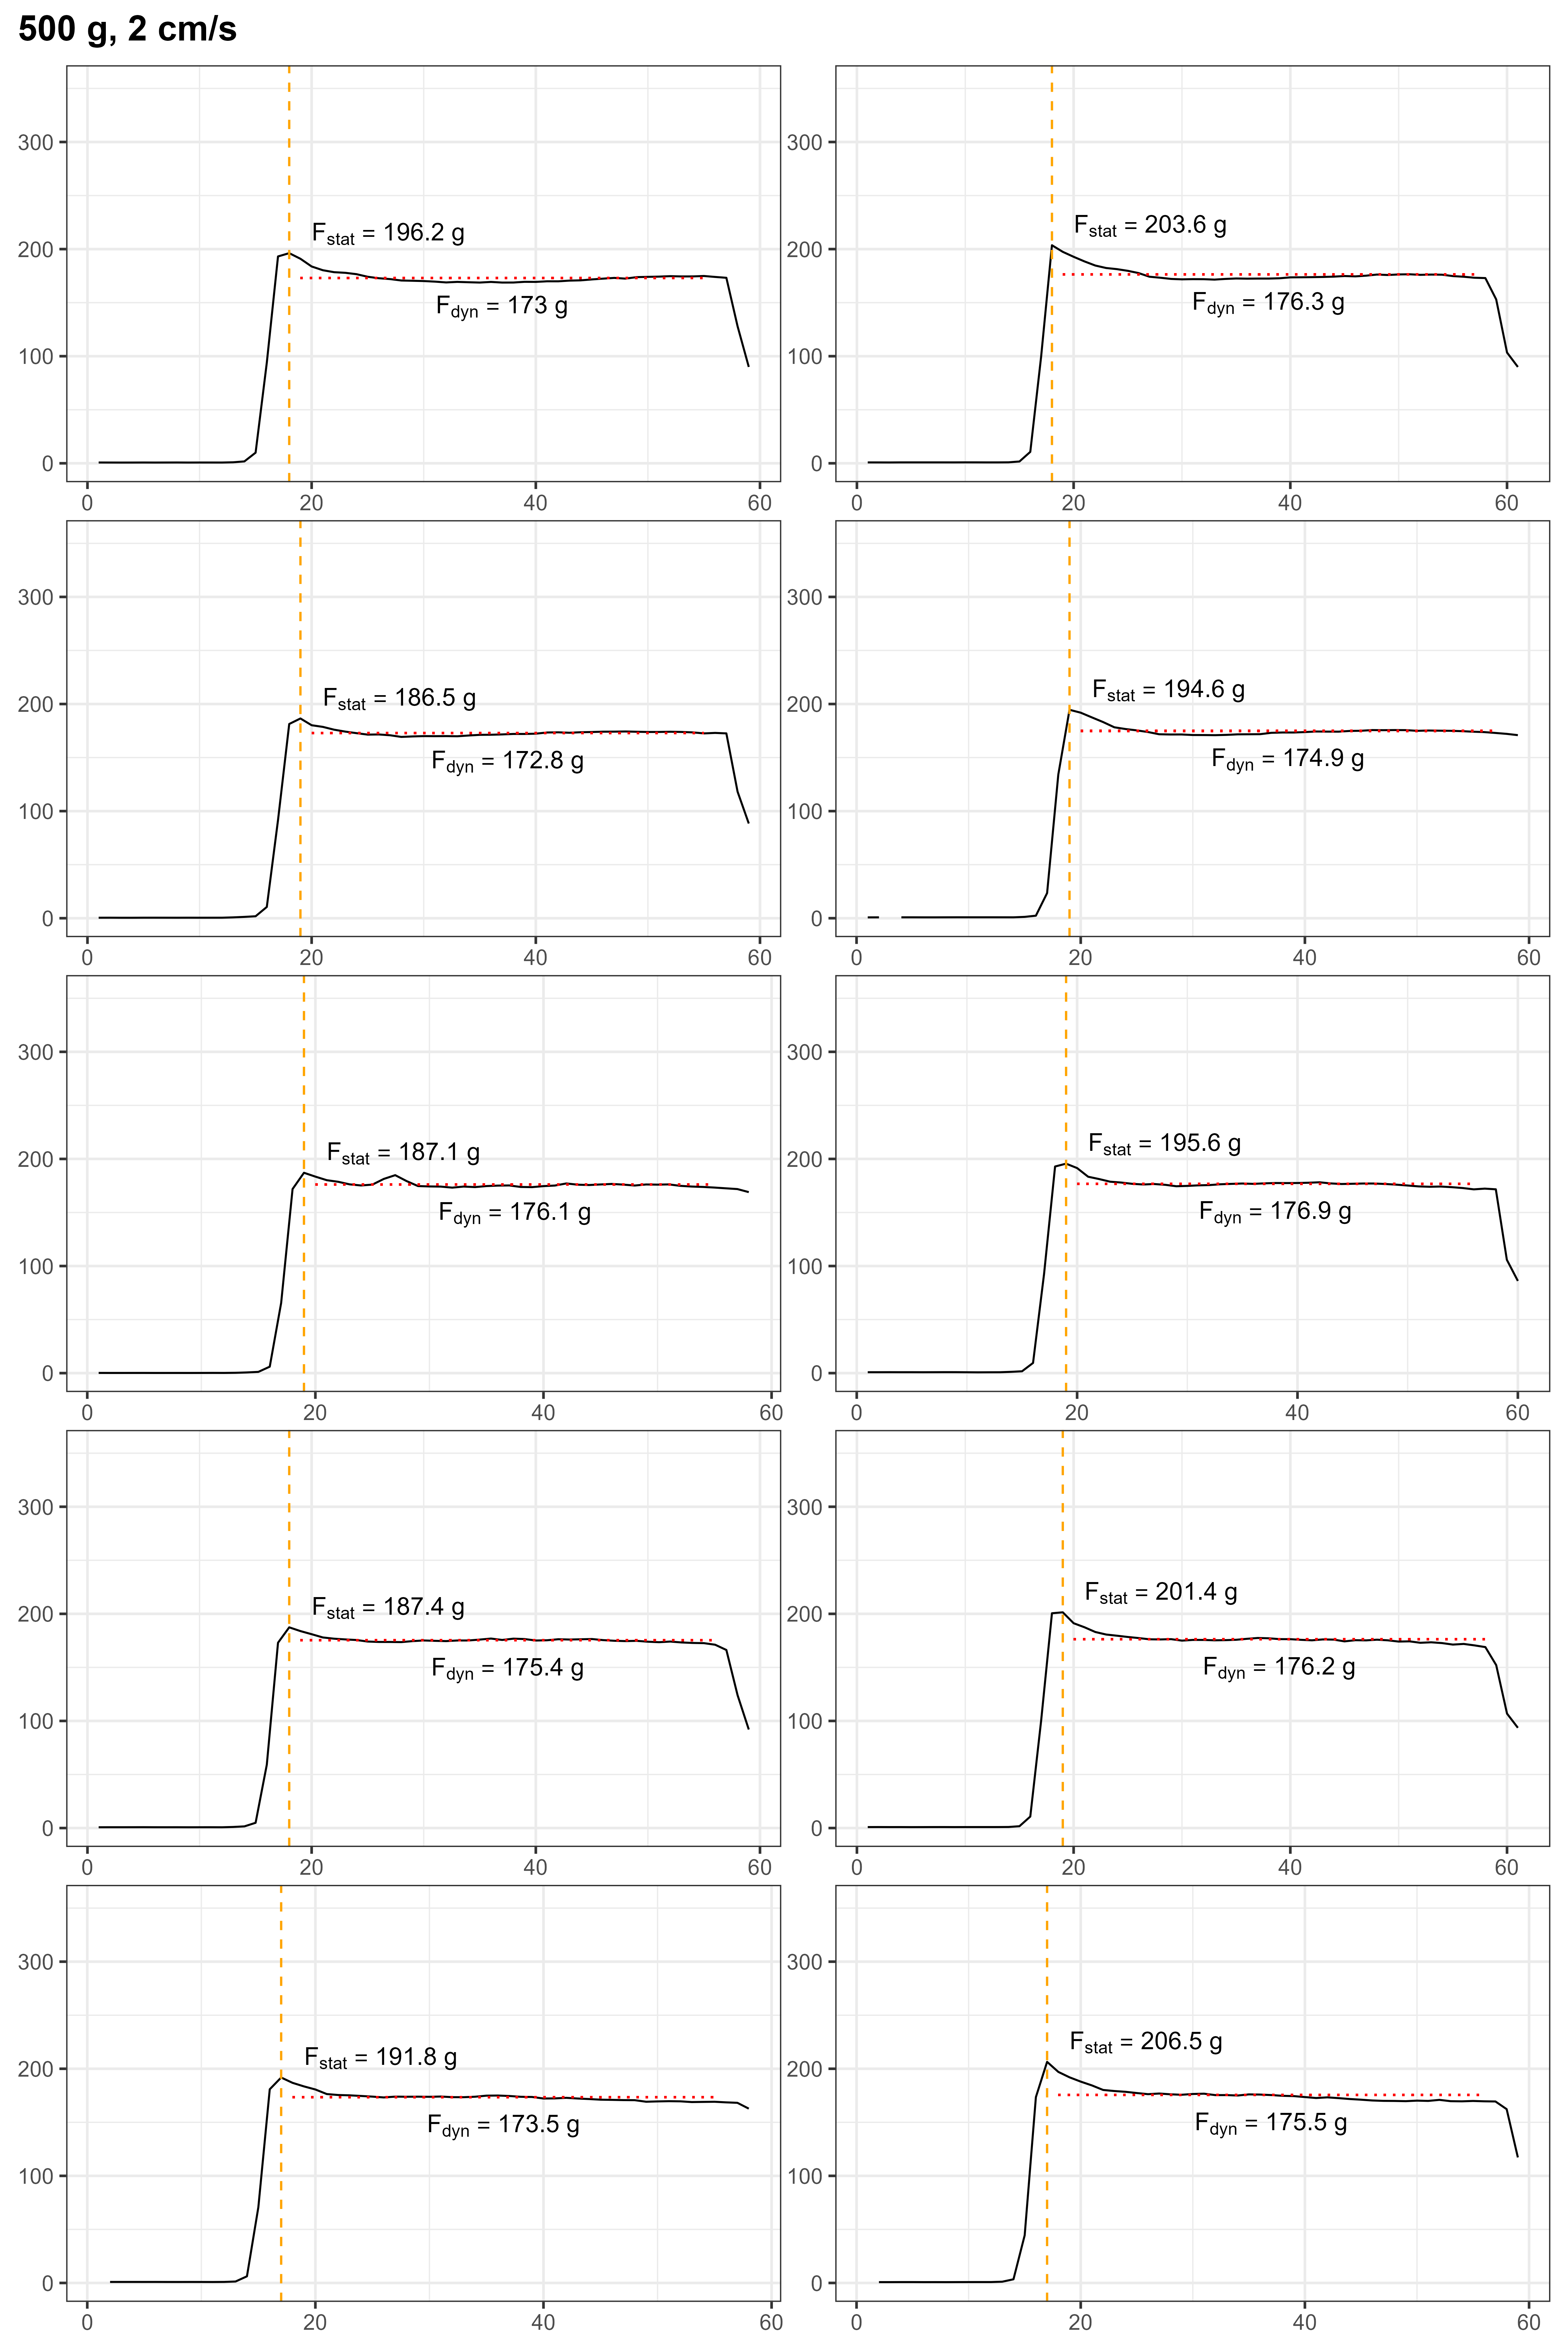 500 g, 2 cm/s
300
200
100
0
Fstat = 196.2 g
Fdyn = 173 g
0 20 40 60
300
200
100
0
Fstat = 203.6 g
Fdyn = 176.3 g
0 20 40 60
300
200
100
0
Fstat = 186.5 g
Fdyn = 172.8 g
0 20 40 60
300
200
100
0
Fstat = 194.6 g
Fdyn = 174.9 g
0 20 40 60
300
200
100
0
Fstat = 187.1 g
Fdyn = 176.1 g
0 20 40 60
300
200
100
0
Fstat = 195.6 g
Fdyn = 176.9 g
0 20 40 60
300
200
100
0
Fstat = 187.4 g
Fdyn = 175.4 g
0 20 40 60
300
200
100
0
Fstat = 201.4 g
Fdyn = 176.2 g
0 20 40 60
300
200
100
0
Fstat = 191.8 g
Fdyn = 173.5 g
0 20 40 60
300
200
100
0
Fstat = 206.5 g
Fdyn = 175.5 g
0 20 40 60